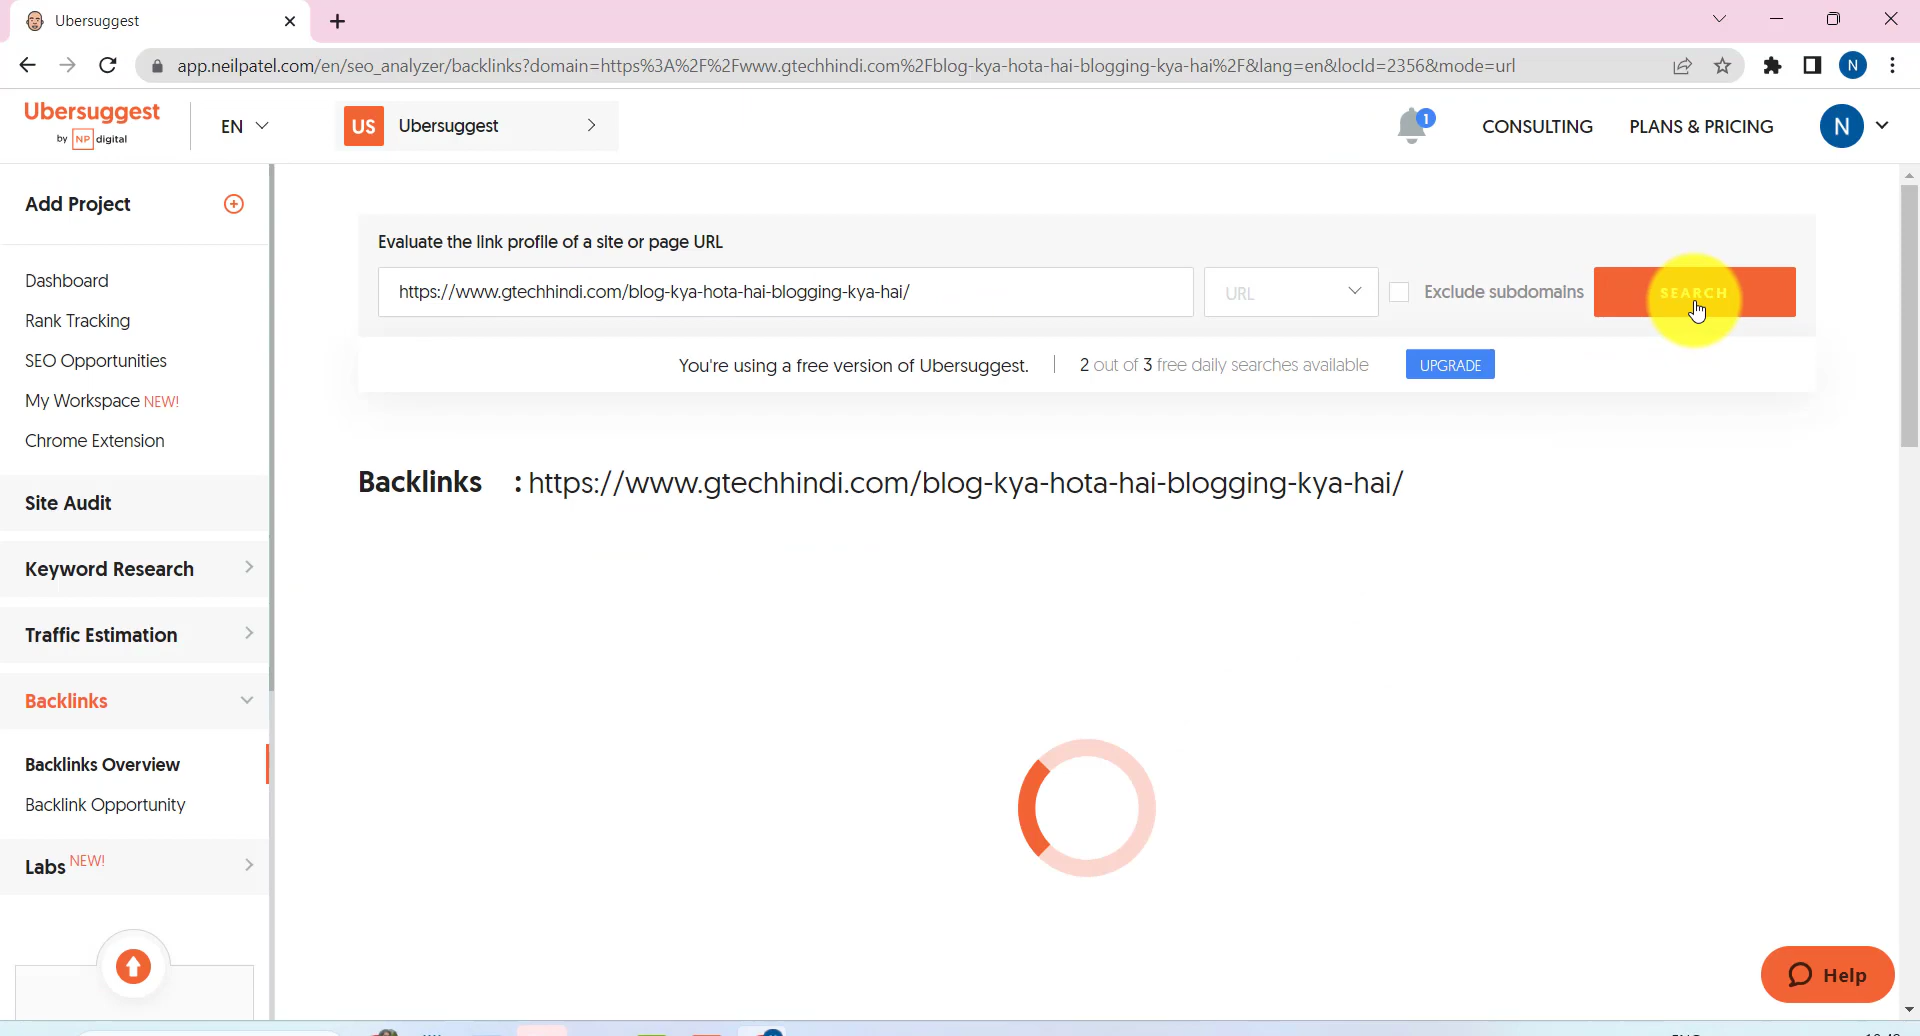 Ubersuggest
app.neilpatel.com/en/seo_analyzer/backlinks?domain=https%3A%2F%2Fwww.gtechhindi.com%2Fblog-kya-hota-hai-blogging-kya-hai%2F&lang=en&locId=2356&mode=url
N
Ubersuggest
by NP digital
EN
US Ubersuggest
1
CONSULTING
PLANS & PRICING
N
Add Project
Dashboard
Rank Tracking
SEO Opportunities
My Workspace NEW!
Chrome Extension
Site Audit
Keyword Research
Traffic Estimation
Backlinks
Backlinks Overview
Backlink Opportunity
Labs NEW!
Evaluate the link profile of a site or page URL
https://www.gtechhindi.com/blog-kya-hota-hai-blogging-kya-hai/
URL
Exclude subdomains
SEARCH
You're using a free version of Ubersuggest.
2 out of 3 free daily searches available
UPGRADE
Backlinks : https://www.gtechhindi.com/blog-kya-hota-hai-blogging-kya-hai/
Help